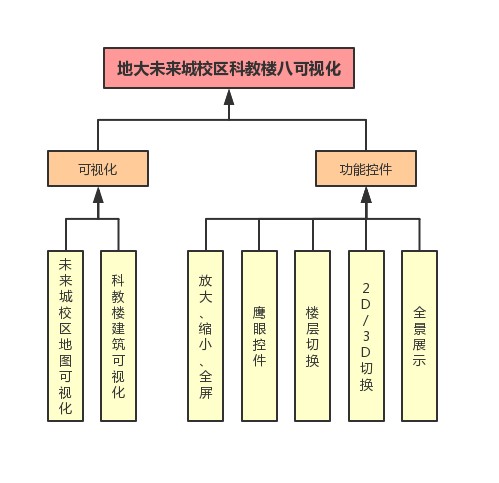 地大未来城校区科教楼八可视化
可视化
功能控件
未来城校区地图可视化
科教楼建筑可视化
放大、缩小、全屏
鹰眼控件
楼层切换
2D/3D切换
全景展示